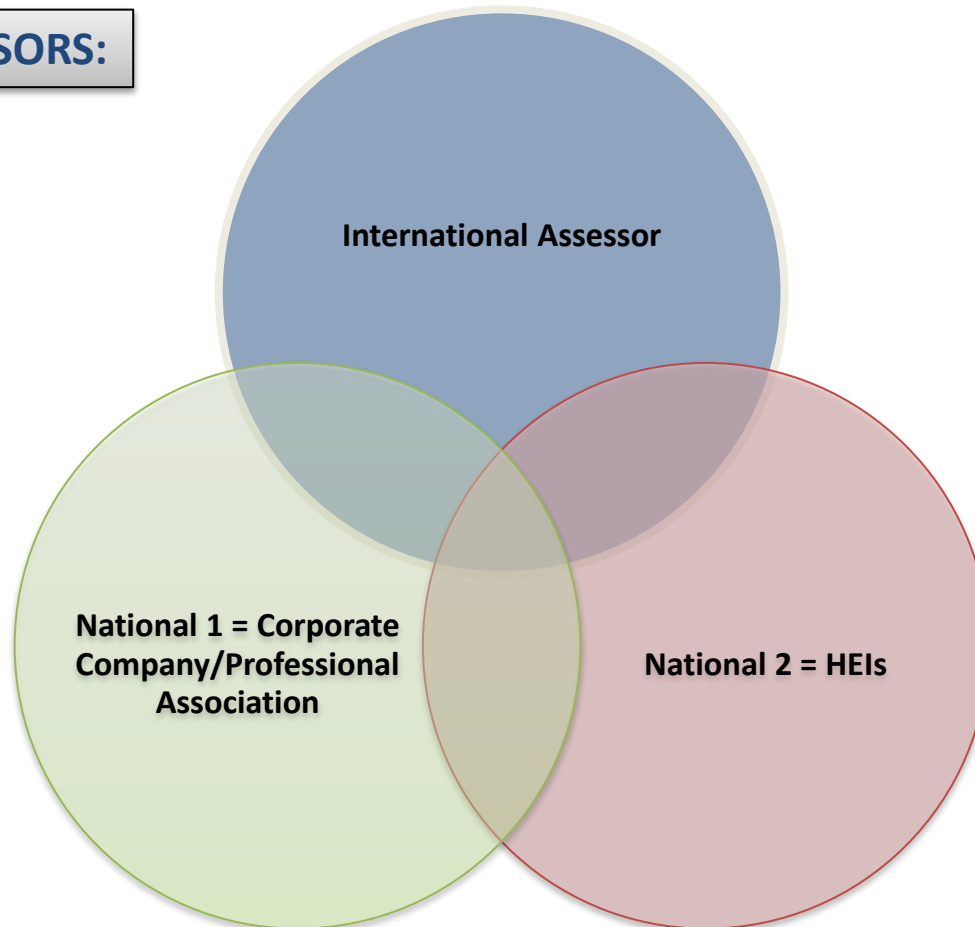 SORS:
International Assessor
National 1 = Corporate
Company/Professional
Association
National 2 = HEIs